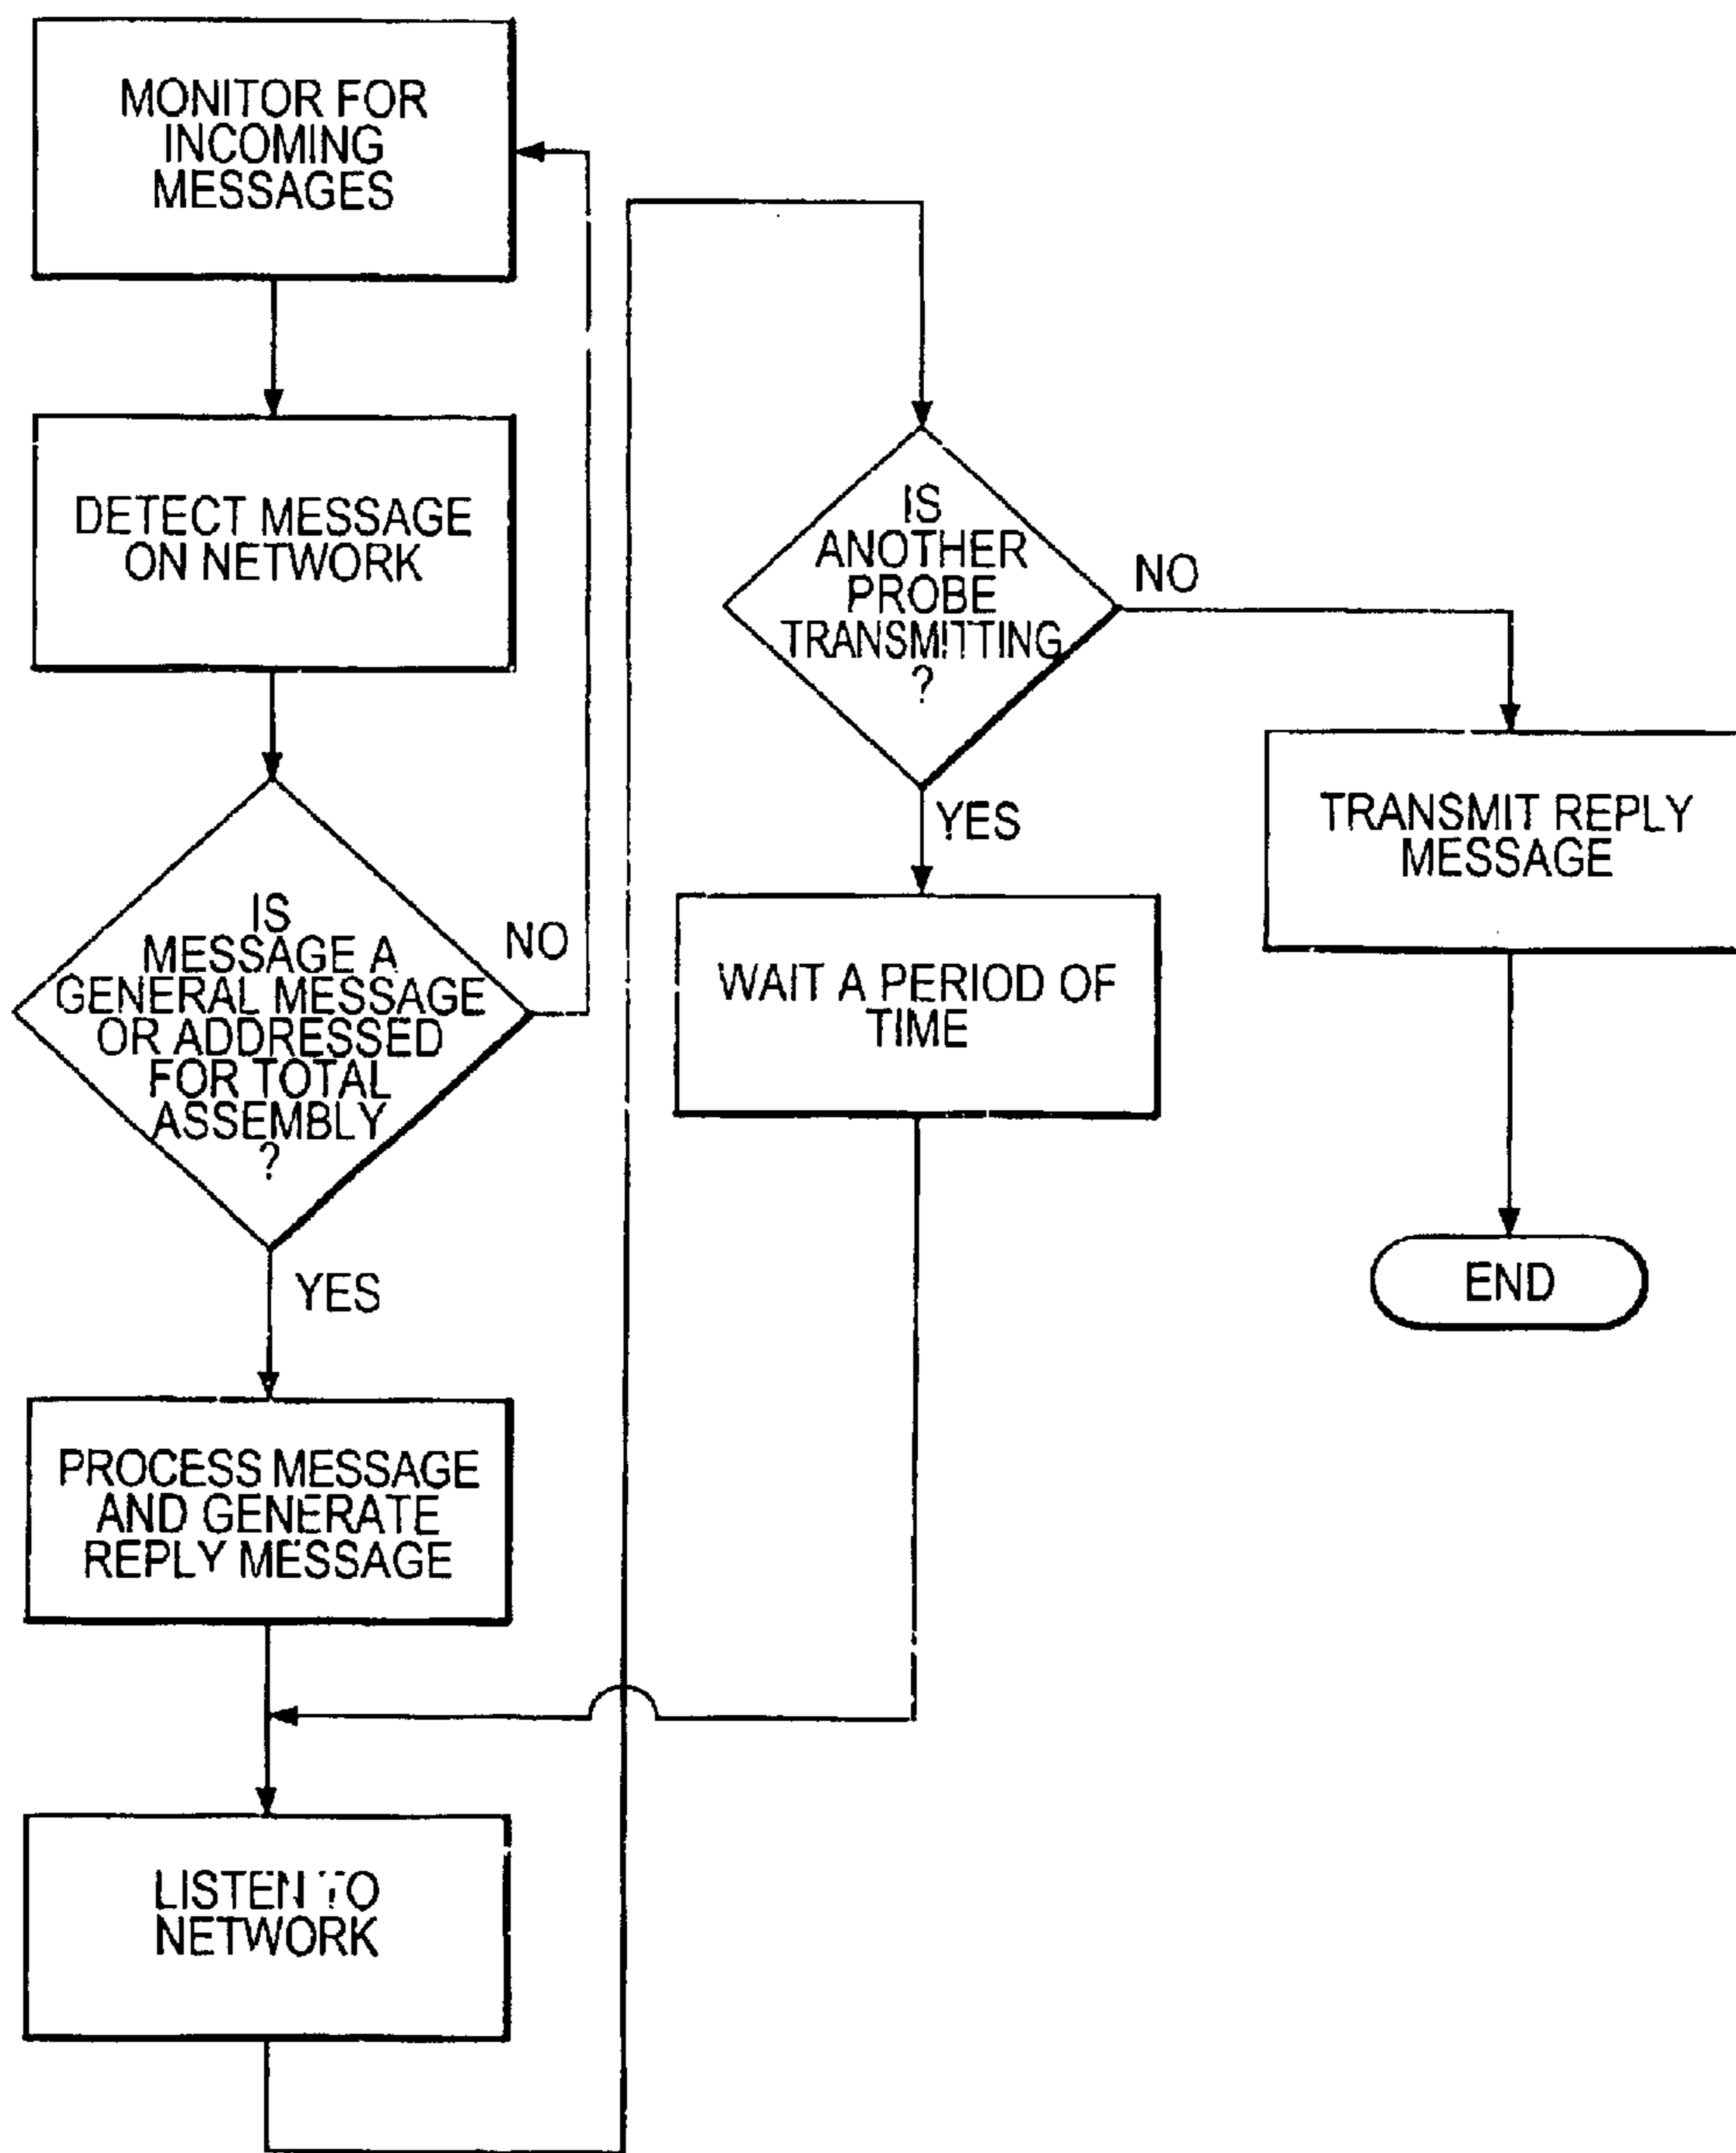 MONITOR FOR
INCOMING
MESSAGES
DETECT MESSAGE
ON NETWORK
IS
MESSAGE A
GENERAL MESSAGE
OR ADDRESSED
FOR TOTAL
ASSEMBLY
?
NO
YES
PROCESS MESSAGE
AND GENERATE
REPLY MESSAGE
LISTEN TO
NETWORK
IS
ANOTHER
PROBE
TRANSMITTING
?
NO
YES
WAIT A PERIOD OF
TIME
TRANSMIT REPLY
MESSAGE
END